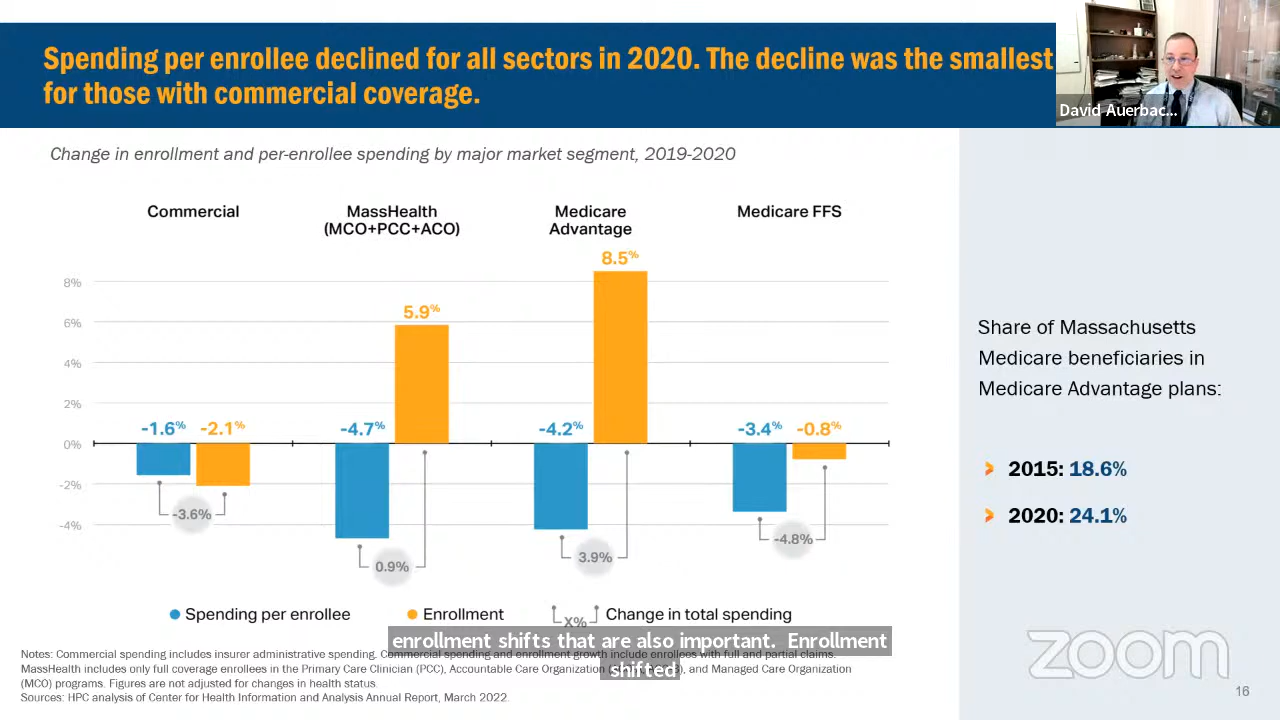 Spending per enrollee declined for all sectors in 2020. The decline was the smallest
for those with commercial coverage.
David Auerbac...
Change in enrollment and per-enrollee spending by major market segment, 2019-2020
Commercial
MassHealth
(MCO+PCC+ACO)
Medicare
Advantage
Medicare FFS
8%
6%
4%
2%
0%
-2%
-4%
-1.6%
-2.1%
-3.6%
-4.7%
5.9%
0.9%
-4.2%
8.5%
3.9%
-3.4%
-0.8%
-4.8%
Spending per enrollee
Enrollment
X%
Change in total spending
Share of Massachusetts
Medicare beneficiaries in
Medicare Advantage plans:
2015: 18.6%
2020: 24.1%
enrollment shifts that are also important. Enrollment
shifted
Notes: Commercial spending includes insurer administrative spending. Commercial spending and enrollment growth include enrollees with full and partial claims.
MassHealth includes only full coverage enrollees in the Primary Care Clinician (PCC), Accountable Care Organization and Managed Care Organization
(MCO) programs. Figures are not adjusted for changes in health status.
Sources: HPC analysis of Center for Health Information and Analysis Annual Report, March 2022.
zoom
16